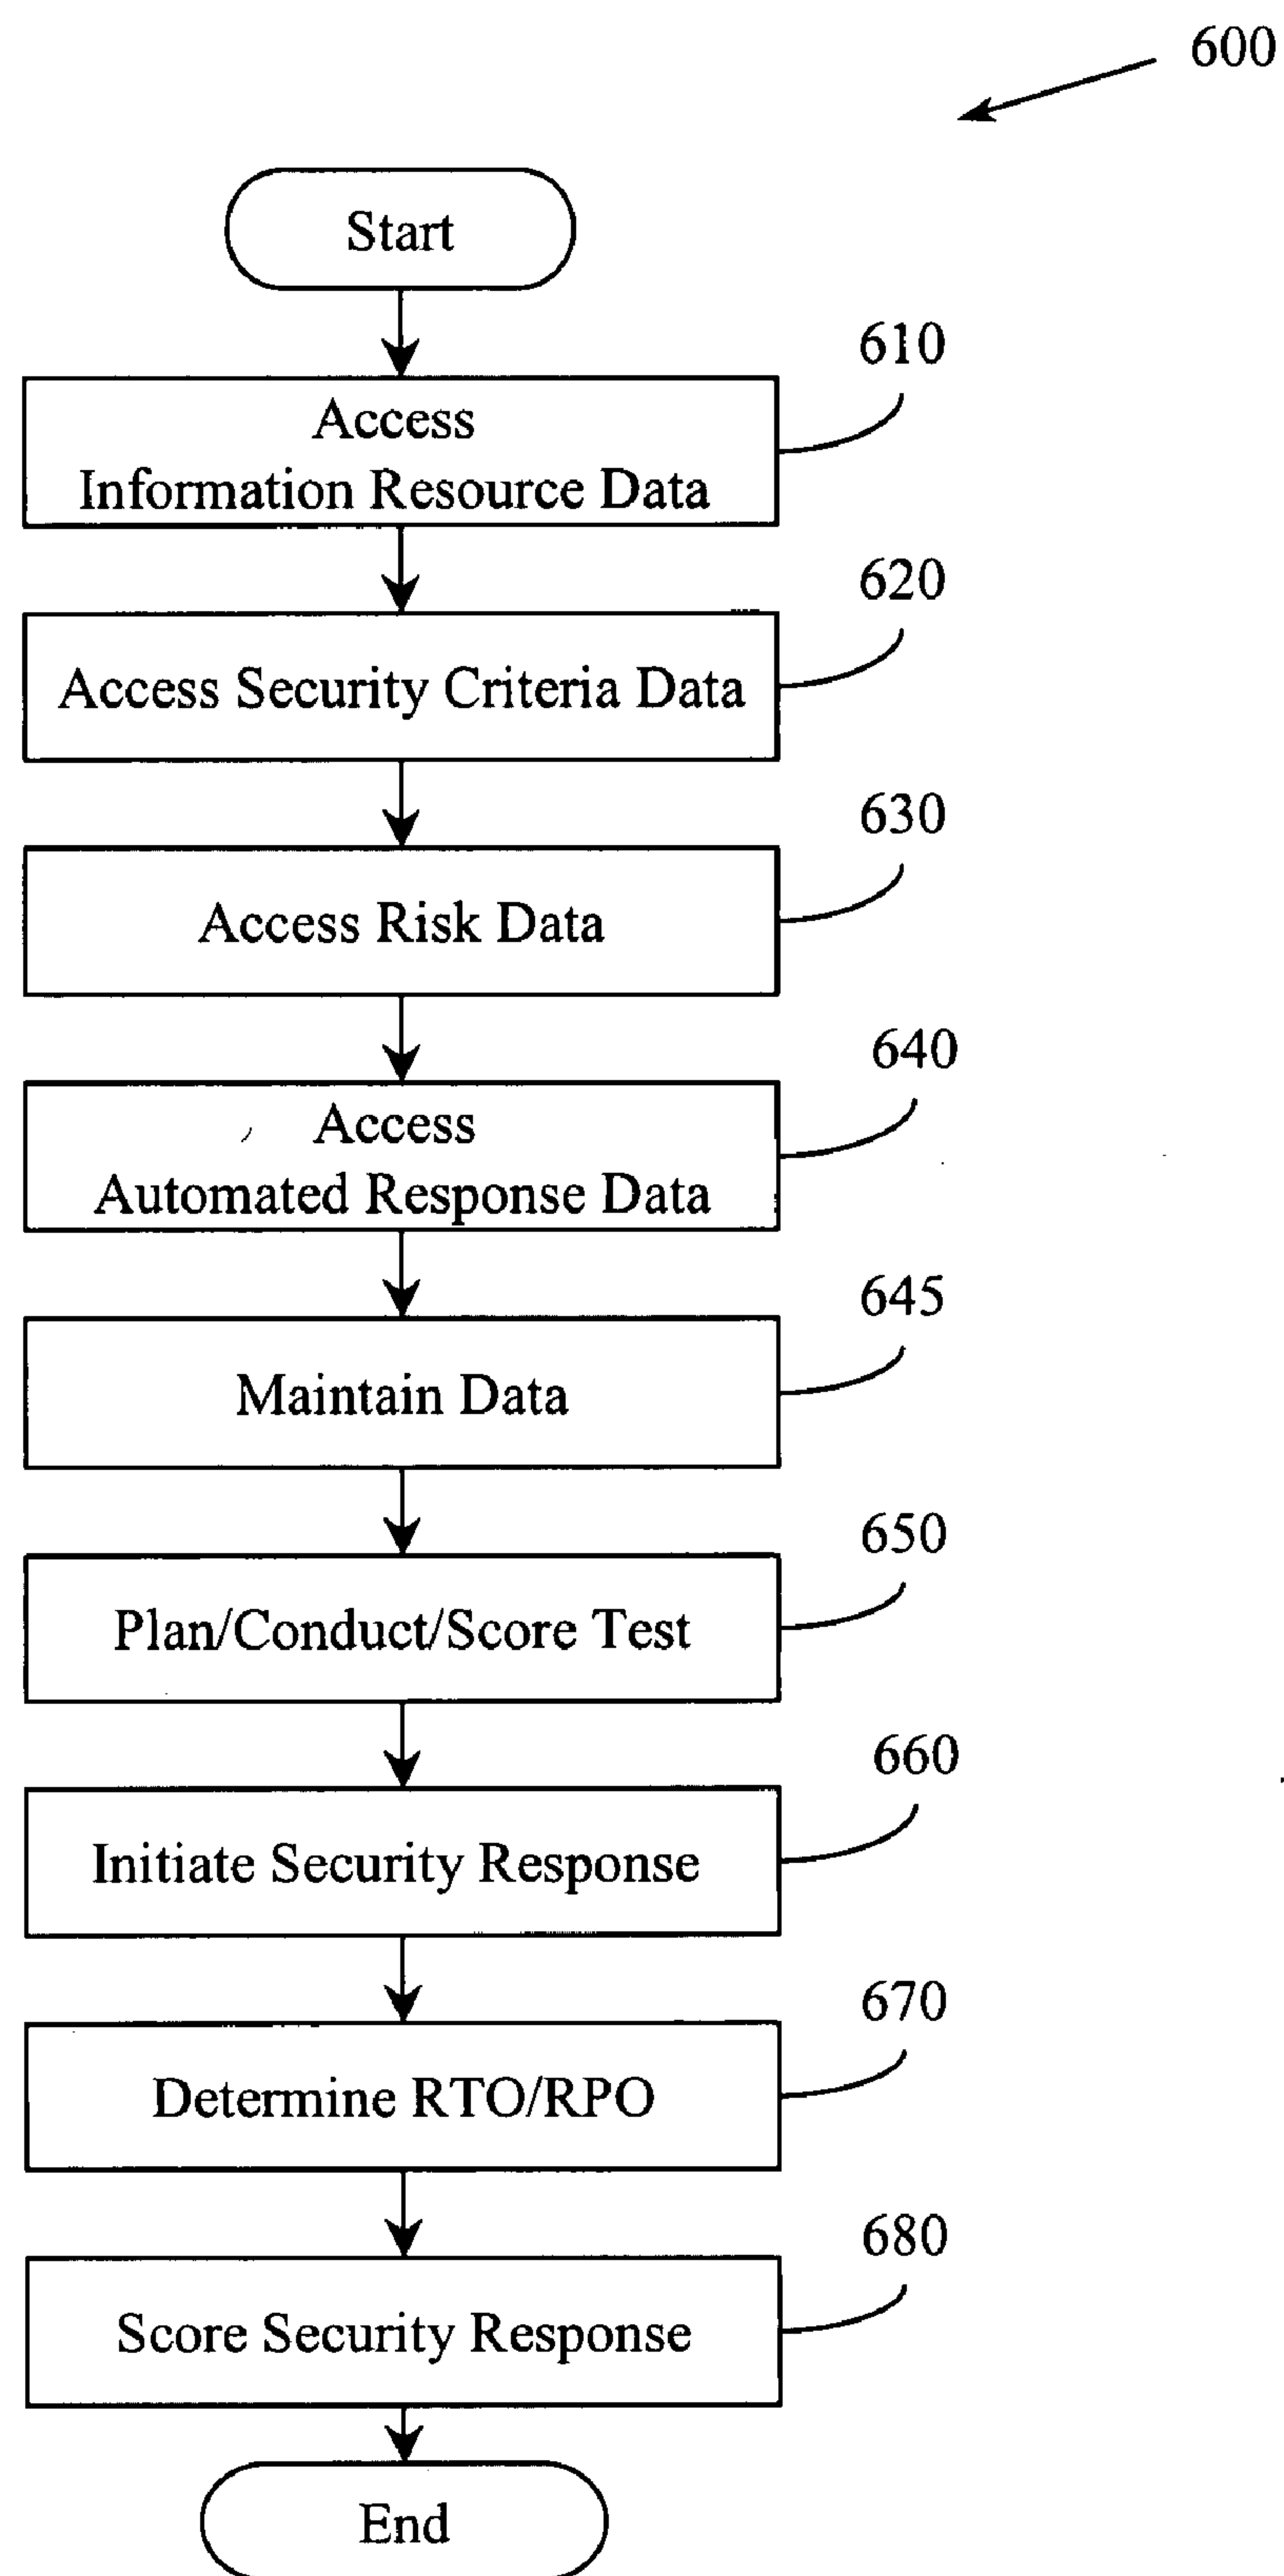 600
Start
610
Access
Information Resource Data
620
Access Security Criteria Data
630
Access Risk Data
640
Access
Automated Response Data
645
Maintain Data
650
Plan/Conduct/Score Test
660
Initiate Security Response
670
Determine RTO/RPO
680
Score Security Response
End